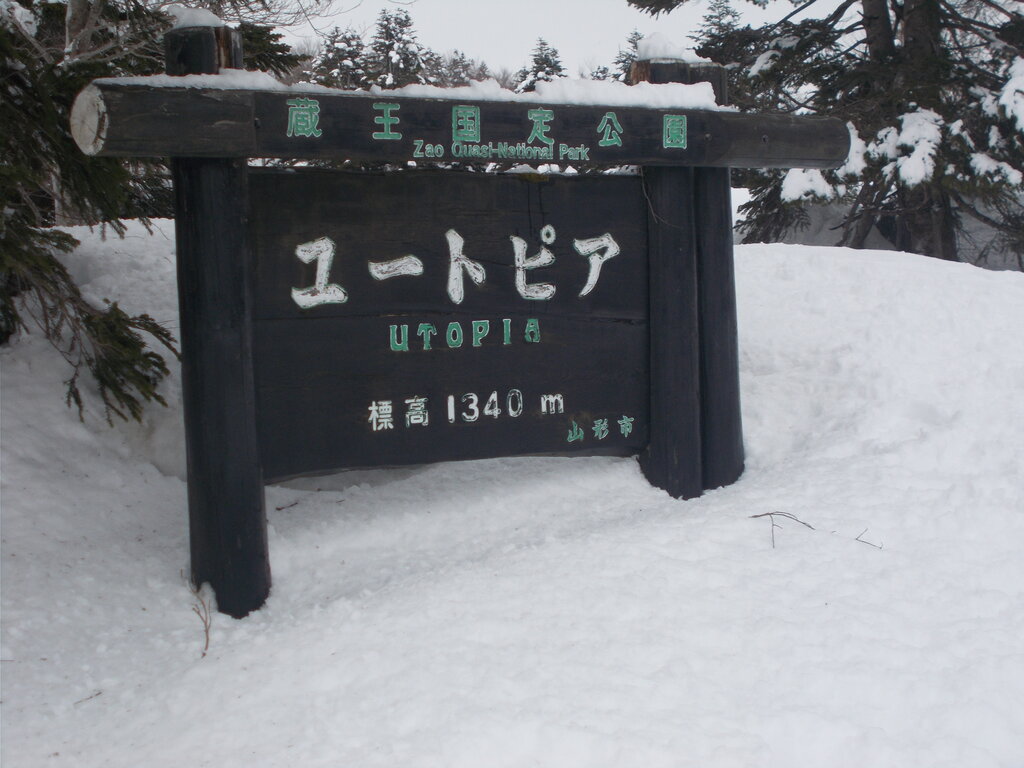 蔵王国定公園
Zao Quasi-National Park
ユートピア
UTOPIA
標高 1340 m
山形市